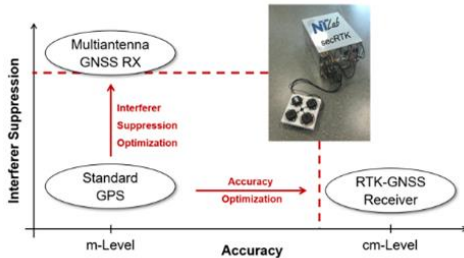 Multiantenna
GNSS RX
NavLab
secRTK
Interferer
Suppression
Optimization
Interferer Suppression
Standard
GPS
Accuracy
Optimization
RTK-GNSS
Receiver
m-Level
Accuracy
cm-Level